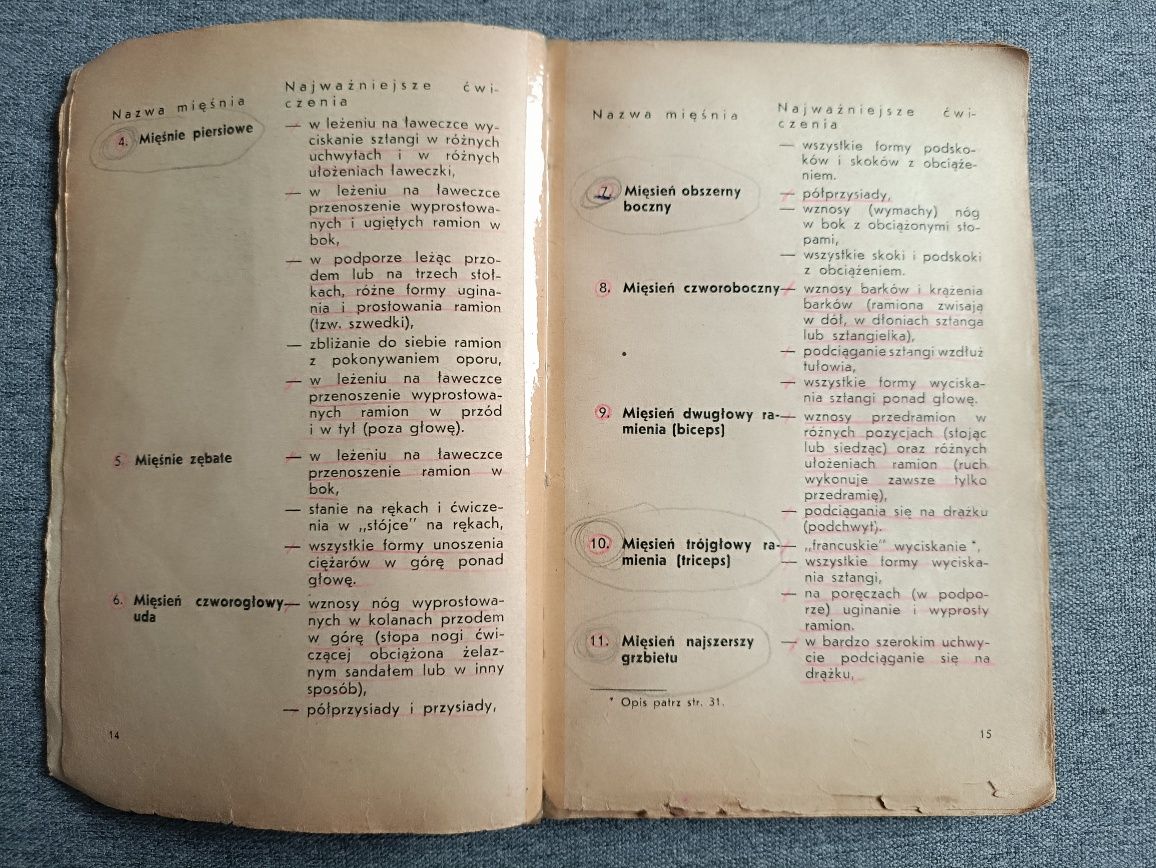 Nazwa mięśnia
Najważniejsze ćwi-
czenia
4. Mięśnie piersiowe
— w leżeniu na ławeczce wy-
ciskanie sztangi w różnych
uchwytach i w różnych
ułożeniach ławeczki,
— w leżeniu na ławeczce
przenoszenie wyprostowa-
nych i ugiętych ramion w
bok,
— w podporze leżąc przo-
dem lub na trzech stoł-
kach, różne formy ugina-
nia i prostowania ramion
(tzw. szwedki),
— zbliżanie do siebie ramion
z pokonywaniem oporu,
— w leżeniu na ławeczce
przenoszenie wyprostowa-
nych ramion w przód
i w tył (poza głowę).
5 Mięśnie zębate
— w leżeniu na ławeczce
przenoszenie ramion w
bok,
— stanie na rękach i ćwicze-
nia w „stójce" na rękach,
— wszystkie formy unoszenia
ciężarów w górę ponad
głowę.
6. Mięsień czworogłowy
uda
— wznosy nóg wyprostowa-
nych w kolanach przodem
w górę (stopa nogi ćwi-
czącej obciążona żelaz-
nym sandałem lub w inny
sposób),
— półprzysiady i przysiady,
14
Nazwa mięśnia
Najważniejsze ćwi-
czenia
— wszystkie formy podsko-
ków i skoków z obciąże-
niem.
7. Mięsień obszerny
boczny
— półprzysiady,
— wznosy (wymachy) nóg
w bok z obciążonymi sto-
pami,
— wszystkie skoki i podskoki
z obciążeniem.
8. Mięsień czworoboczny
— wznosy barków i krążenia
barków (ramiona zwisają
w dół, w dłoniach sztanga
lub sztangielka),
— podciąganie sztangi wzdłuż
tułowia,
— wszystkie formy wyciska-
nia sztangi ponad głowę.
9. Mięsień dwugłowy ra-
mienia (biceps)
— wznosy przedramion w
różnych pozycjach (stojąc
lub siedząc) oraz różnych
ułożeniach ramion (ruch
wykonuje zawsze tylko
przedramię),
— podciągania się na drążku
(podchwyt).
10. Mięsień trójgłowy ra-
mienia (triceps)
— „francuskie" wyciskanie *,
— wszystkie formy wyciska-
nia sztangi,
— na poręczach (w podpo-
rze) uginanie i wyprosty
ramion.
11. Mięsień najszerszy
grzbietu
— w bardzo szerokim uchwy-
cie podciąganie się na
drążku,
* Opis patrz str. 31.
15